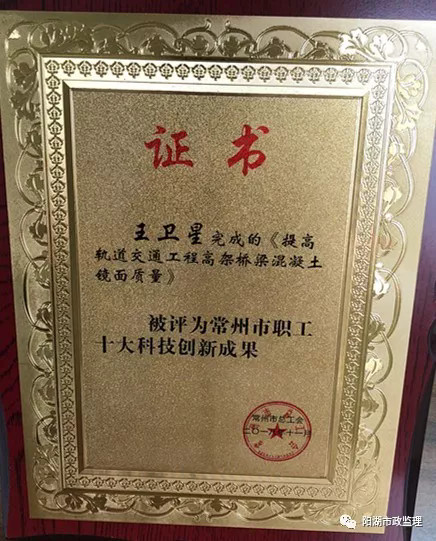 证书
王卫星完成的《提高
轨道交通工程高架桥梁混凝土
镜面质量》
被评为常州市职工
十大科技创新成果
常州市总工会
阳湖市政监理